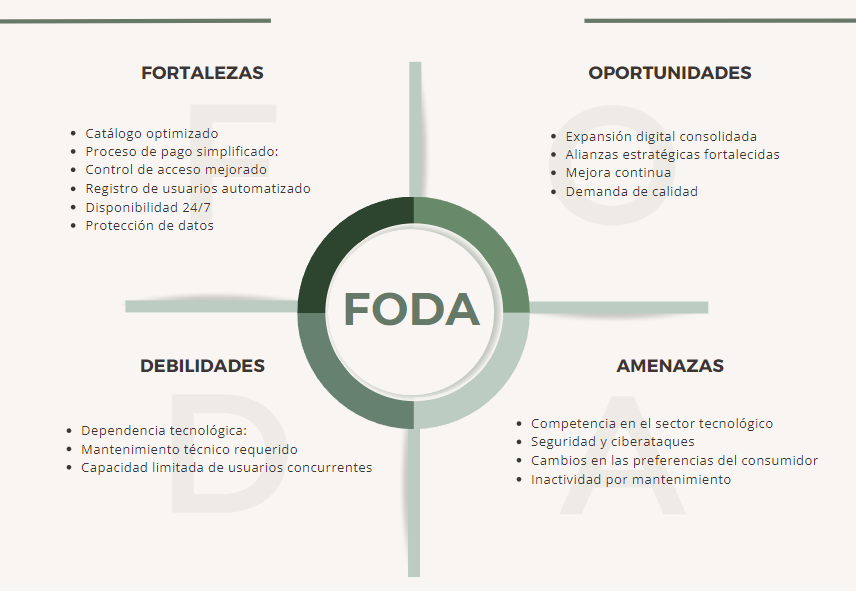 FORTALEZAS
F
• Catálogo optimizado
• Proceso de pago simplificado:
• Control de acceso mejorado
• Registro de usuarios automatizado
• Disponibilidad 24/7
• Protección de datos
OPORTUNIDADES
O
• Expansión digital consolidada
• Alianzas estratégicas fortalecidas
• Mejora continua
• Demanda de calidad
FODA
DEBILIDADES
D
• Dependencia tecnológica:
• Mantenimiento técnico requerido
• Capacidad limitada de usuarios concurrentes
AMENAZAS
A
• Competencia en el sector tecnológico
• Seguridad y ciberataques
• Cambios en las preferencias del consumidor
• Inactividad por mantenimiento